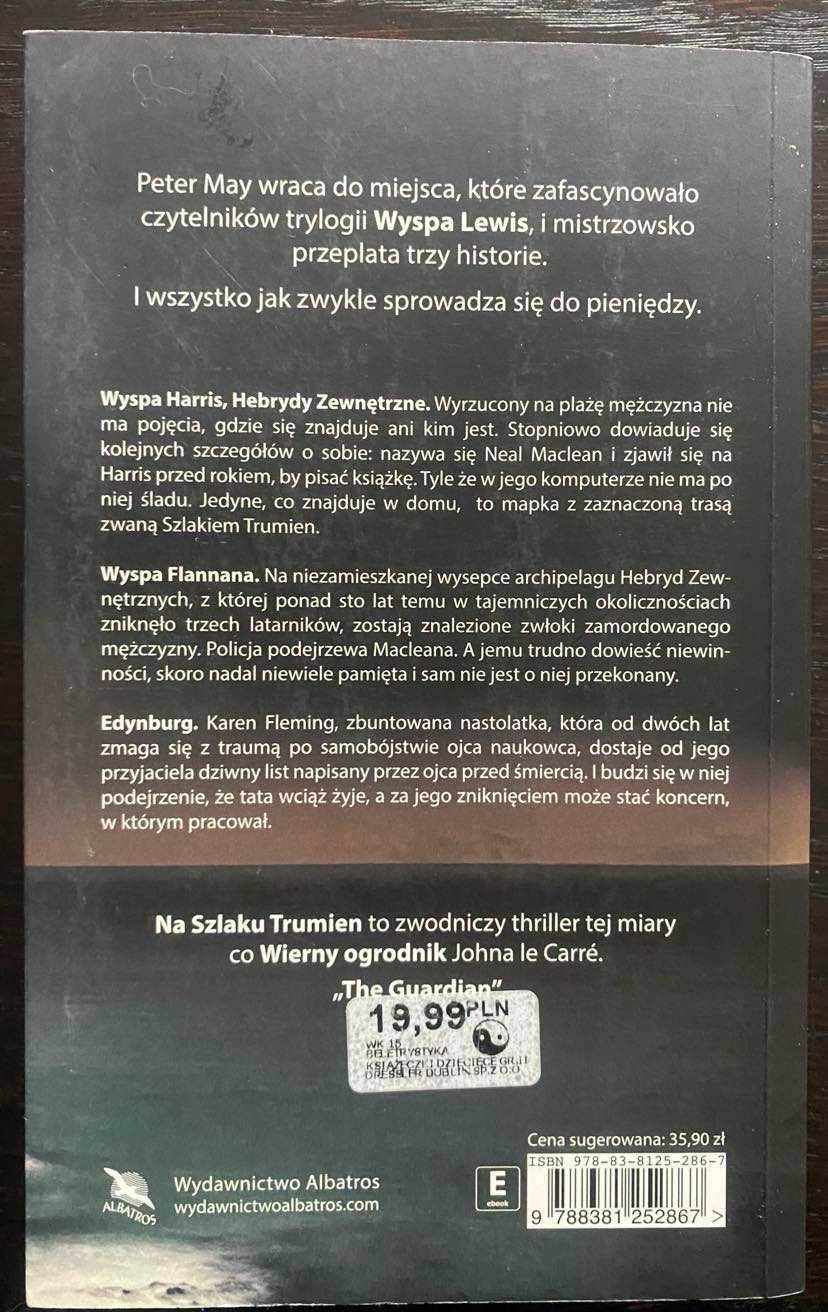 Peter May wraca do miejsca, które zafascynowało
czytelników trylogii Wyspa Lewis, i mistrzowsko
przeplata trzy historie.
I wszystko jak zwykle sprowadza się do pieniędzy.
Wyspa Harris, Hebrydy Zewnętrzne. Wyrzucony na plażę mężczyzna nie
ma pojęcia, gdzie się znajduje ani kim jest. Stopniowo dowiaduje się
kolejnych szczegółów o sobie: nazywa się Neal Maclean i zjawił się na
Harris przed rokiem, by pisać książkę. Tyle że w jego komputerze nie ma po
niej śladu. Jedyne, co znajduje w domu, to mapka z zaznaczoną trasą
zwaną Szlakiem Trumien.
Wyspa Flannana. Na niezamieszkanej wysepce archipelagu Hebryd Zew-
nętrznych, z której ponad sto lat temu w tajemniczych okolicznościach
zniknęło trzech latarników, zostają znalezione zwłoki zamordowanego
mężczyzny. Policja podejrzewa Macleana. A jemu trudno dowieść niewin-
ności, skoro nadal niewiele pamięta i sam nie jest o niej przekonany.
Edynburg. Karen Fleming, zbuntowana nastolatka, która od dwóch lat
zmaga się z traumą po samobójstwie ojca naukowca, dostaje od jego
przyjaciela dziwny list napisany przez ojca przed śmiercią. I budzi się w niej
podejrzenie, że tata wciąż żyje, a za jego zniknięciem może stać koncern,
w którym pracował.
Na Szlaku Trumien to zwodniczy thriller tej miary
co Wierny ogrodnik Johna le Carré.
„The Guardian"
19,99 PLN
WK 15
BELETRYSTYKA
KSIĄŻECZKI DZIECIĘCE GR.II
DRESSLER DUBLIN SP.Z O.O
Cena sugerowana: 35,90 zł
ISBN 978-83-8125-286-7
ALBATROS
Wydawnictwo Albatros
wydawnictwoalbatros.com
E
ebook
9 788381 252867 >